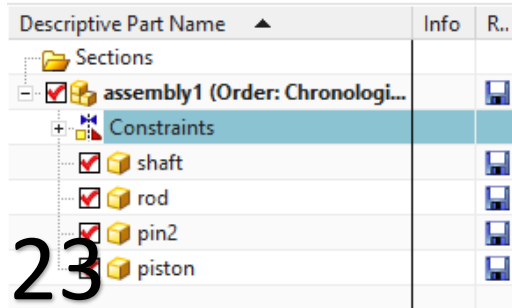 Descriptive Part Name Info R..
Sections
assembly1 (Order: Chronologi...
Constraints
shaft
rod
pin2
piston
23